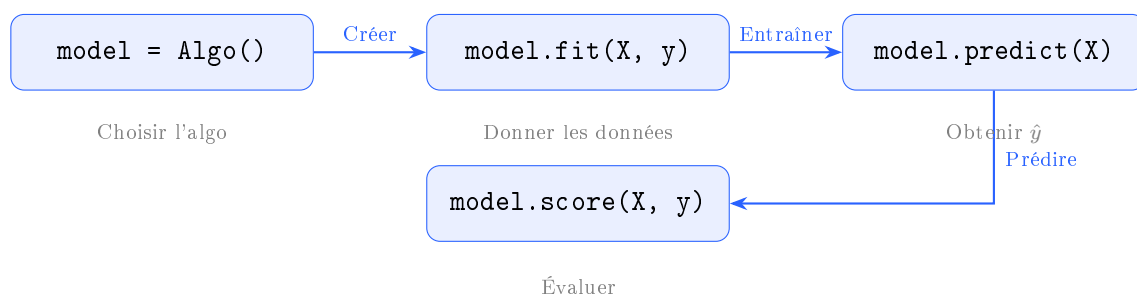 model = Algo()
Créer
model.fit(X, y)
Entraîner
model.predict(X)
Choisir l'algo
Donner les données
Obtenir ŷ
Prédire
model.score(X, y)
Évaluer